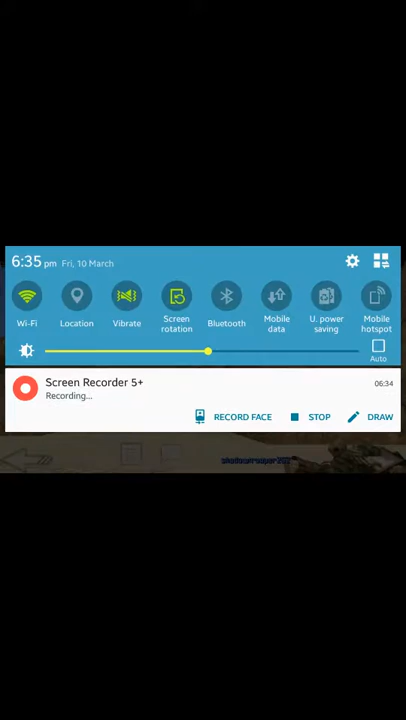 6:35 pm Fri, 10 March
Wi-Fi Location Vibrate Screen rotation Bluetooth Mobile data U. power saving Mobile hotspot
Auto
Screen Recorder 5+ 06:34
Recording...
RECORD FACE STOP DRAW